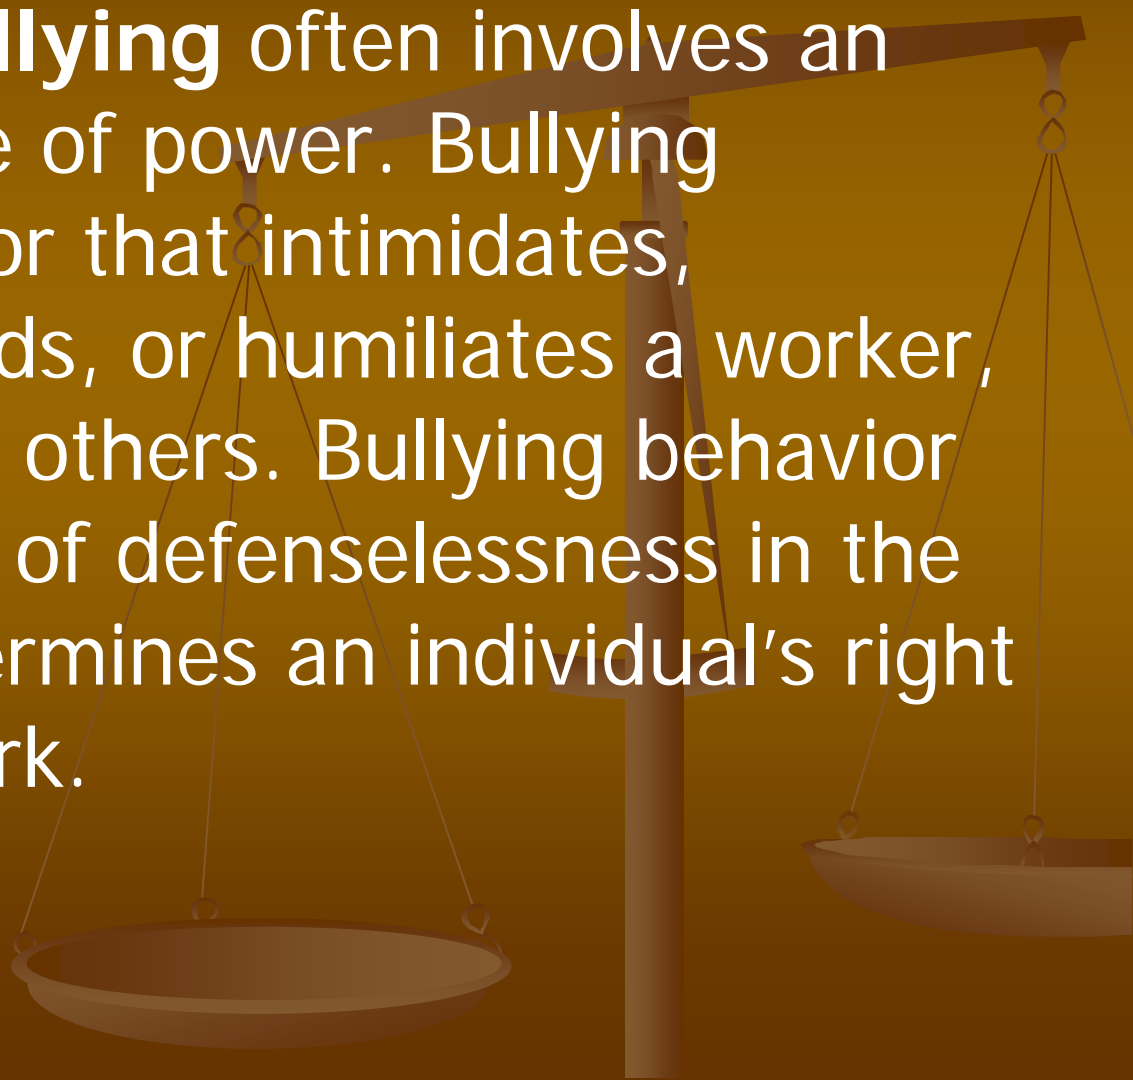 llying often involves an
e of power. Bullying
or that intimidates,
ds, or humiliates a worker,
others. Bullying behavior
of defenselessness in the
ermines an individual’s right
rk.